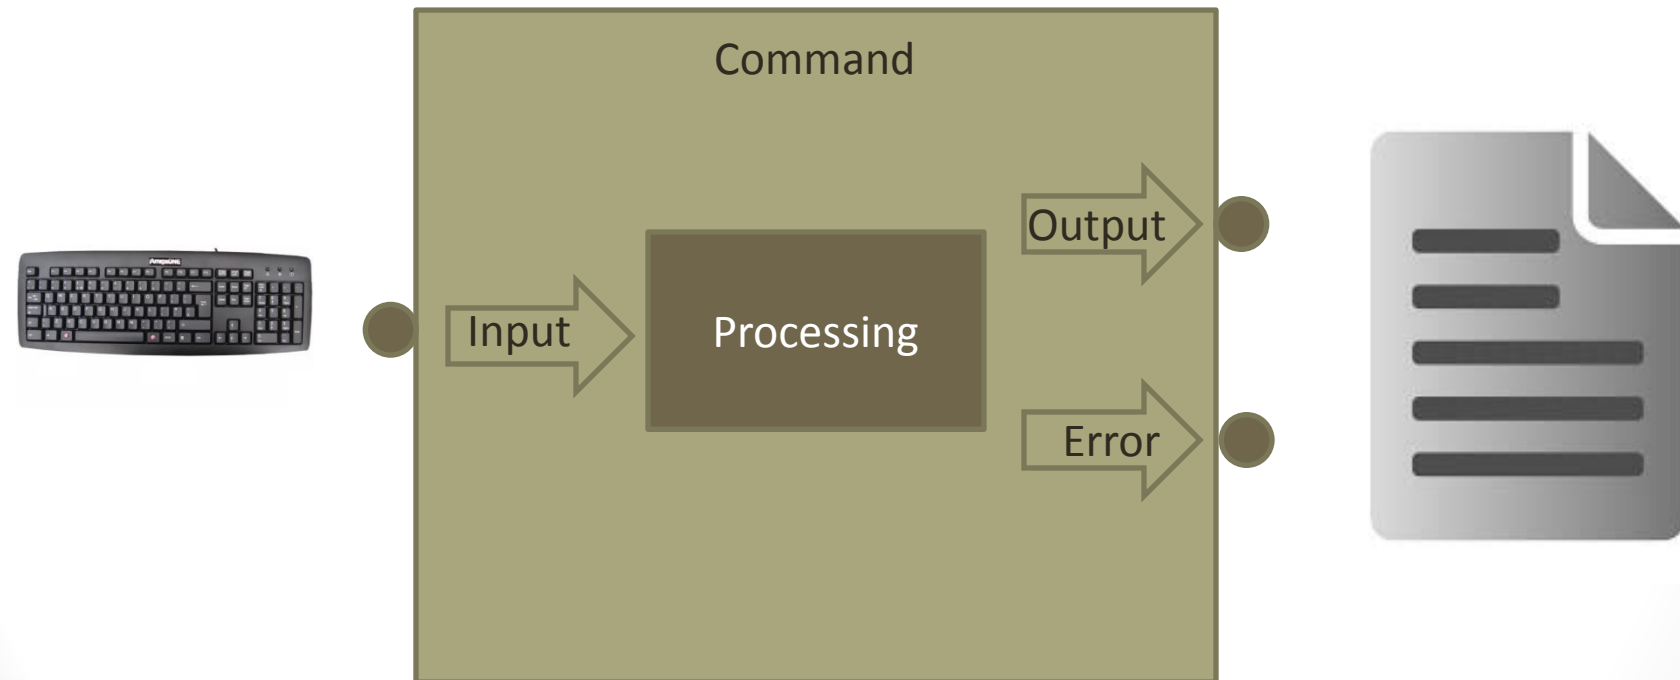 Command
Output
Input
Processing
Error